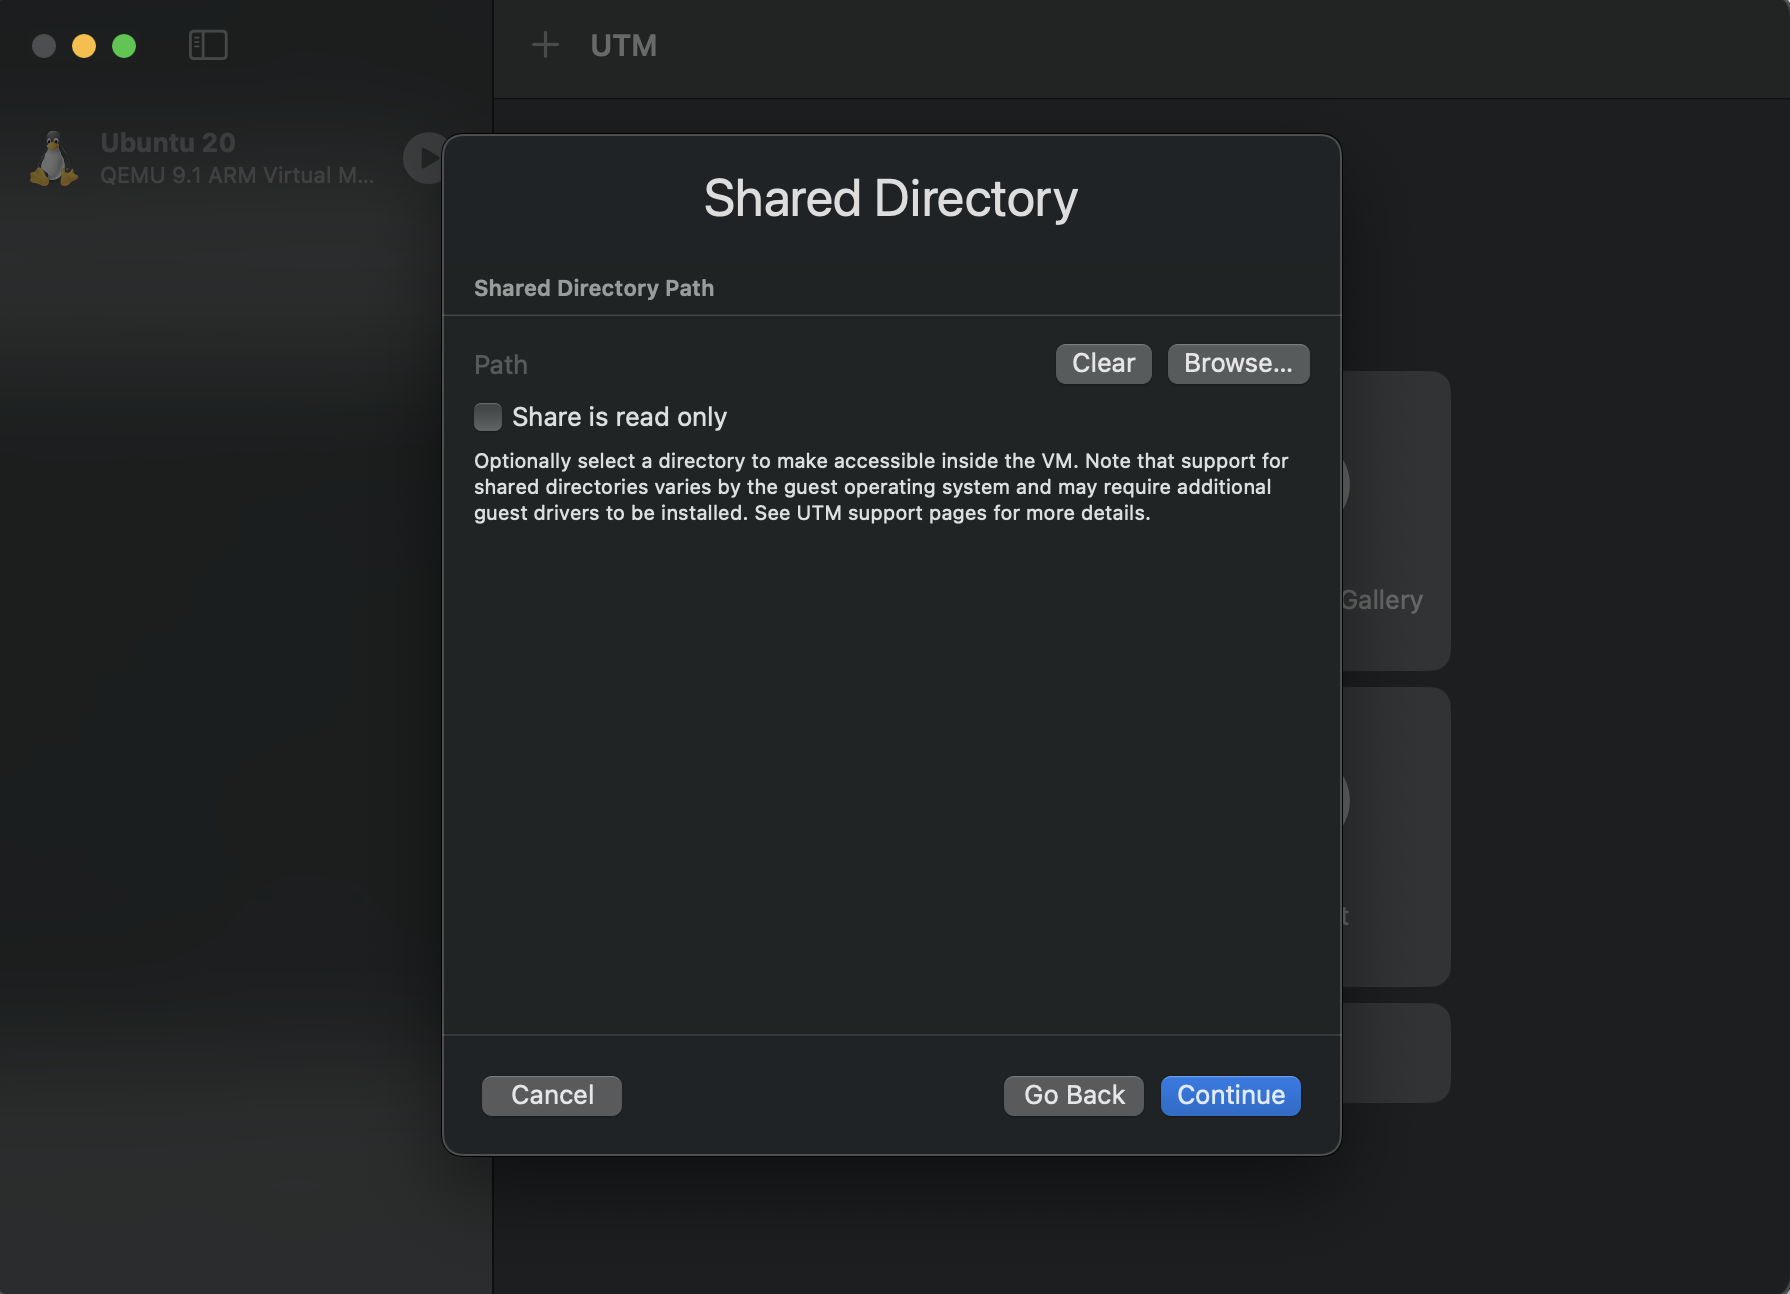 UTM
Ubuntu 20
QEMU 9.1 ARM Virtual M...
Shared Directory
Shared Directory Path
Path
Clear
Browse...
Share is read only
Optionally select a directory to make accessible inside the VM. Note that support for
shared directories varies by the guest operating system and may require additional
guest drivers to be installed. See UTM support pages for more details.
Gallery
Cancel
Go Back
Continue